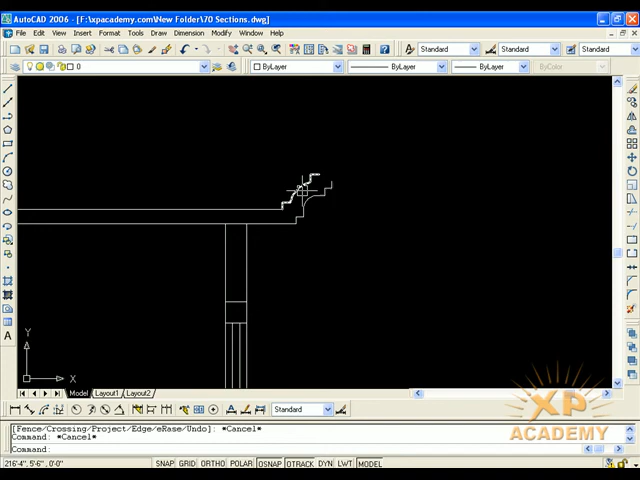 AutoCAD 2006 - [F:\xpacademy.com\New Folder\70 Sections.dwg]
File Edit View Insert Format Tools Draw Dimension Modify Window Help
Standard Standard Standard
0 ByLayer ByLayer ByLayer ByColor
Y
X
Model Layout1 Layout2
Standard
XP
ACADEMY
[Fence/Crossing/Project/Edge/eRase/Undo]: *Cancel*
Command: *Cancel*
Command:
216'-4", 5'-6", 0'-0" SNAP GRID ORTHO POLAR OSNAP OTRACK DYN LWT MODEL